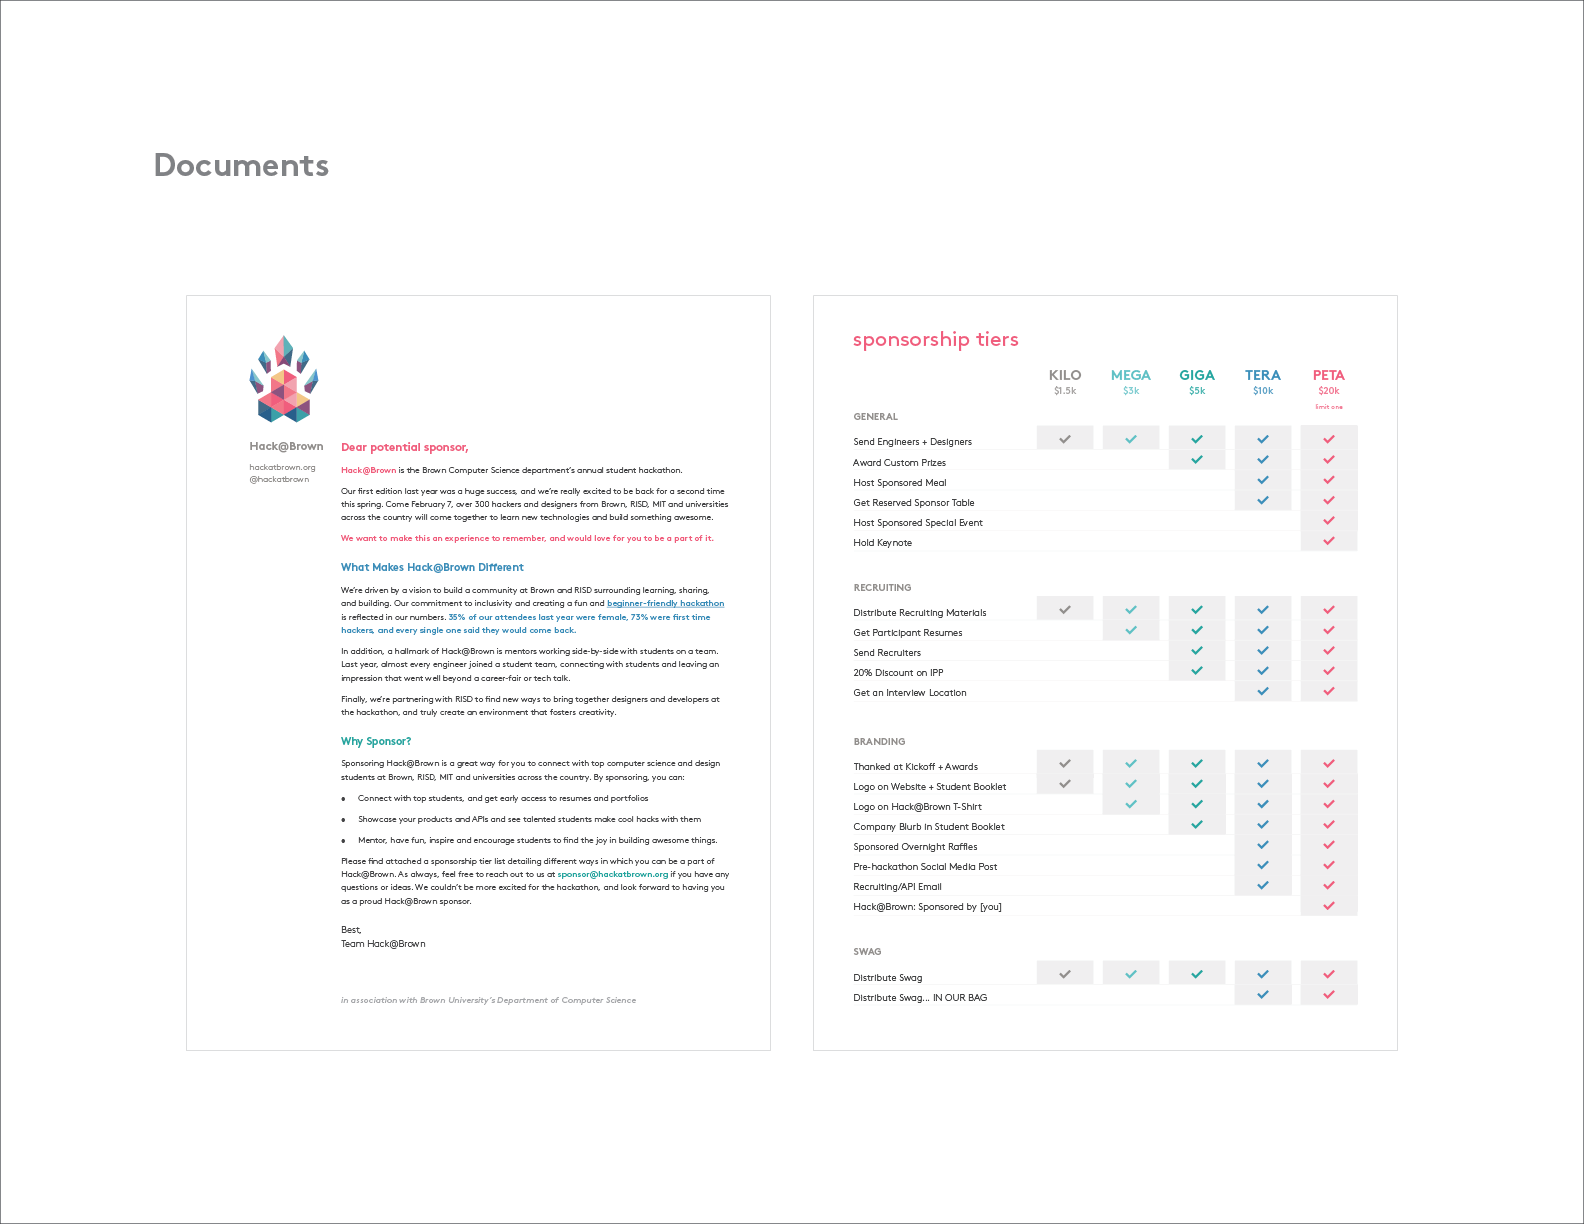 Documents
Hack@Brown
hackatbrown.org
@hackatbrown
Dear potential sponsor,
Hack@Brown is the Brown Computer Science department's annual student hackathon.
Our first edition last year was a huge success, and we're really excited to be back for a second time
this spring. Come February 7, over 300 hackers and designers from Brown, RISD, MIT and universities
across the country will come together to learn new technologies and build something awesome.
We want to make this an experience to remember, and would love for you to be a part of it.
What Makes Hack@Brown Different
We're driven by a vision to build a community at Brown and RISD surrounding learning, sharing,
and building. Our commitment to inclusivity and creating a fun and beginner-friendly hackathon
is reflected in our numbers. 35% of our attendees last year were female, 73% were first time
hackers, and every single one said they would come back.
In addition, a hallmark of Hack@Brown is mentors working side-by-side with students on a team.
Last year, almost every engineer joined a student team, connecting with students and leaving an
impression that went well beyond a career-fair or tech talk.
Finally, we're partnering with RISD to find new ways to bring together designers and developers at
the hackathon, and truly create an environment that fosters creativity.
Why Sponsor?
Sponsoring Hack@Brown is a great way for you to connect with top computer science and design
students at Brown, RISD, MIT and universities across the country. By sponsoring, you can:
• Connect with top students, and get early access to resumes and portfolios
• Showcase your products and APIs and see talented students make cool hacks with them
• Mentor, have fun, inspire and encourage students to find the joy in building awesome things.
Please find attached a sponsorship tier list detailing different ways in which you can be a part of
Hack@Brown. As always, feel free to reach out to us at sponsor@hackatbrown.org if you have any
questions or ideas. We couldn't be more excited for the hackathon, and look forward to having you
as a proud Hack@Brown sponsor.
Best,
Team Hack@Brown
in association with Brown University's Department of Computer Science
sponsorship tiers
KILO MEGA GIGA TERA PETA
$1.5k $3k $5k $10k $20k
limit one
GENERAL
Send Engineers + Designers
Award Custom Prizes
Host Sponsored Meal
Get Reserved Sponsor Table
Host Sponsored Special Event
Hold Keynote
RECRUITING
Distribute Recruiting Materials
Get Participant Resumes
Send Recruiters
20% Discount on IPP
Get an Interview Location
BRANDING
Thanked at Kickoff + Awards
Logo on Website + Student Booklet
Logo on Hack@Brown T-Shirt
Company Blurb in Student Booklet
Sponsored Overnight Raffles
Pre-hackathon Social Media Post
Recruiting/API Email
Hack@Brown: Sponsored by [you]
SWAG
Distribute Swag
Distribute Swag... IN OUR BAG